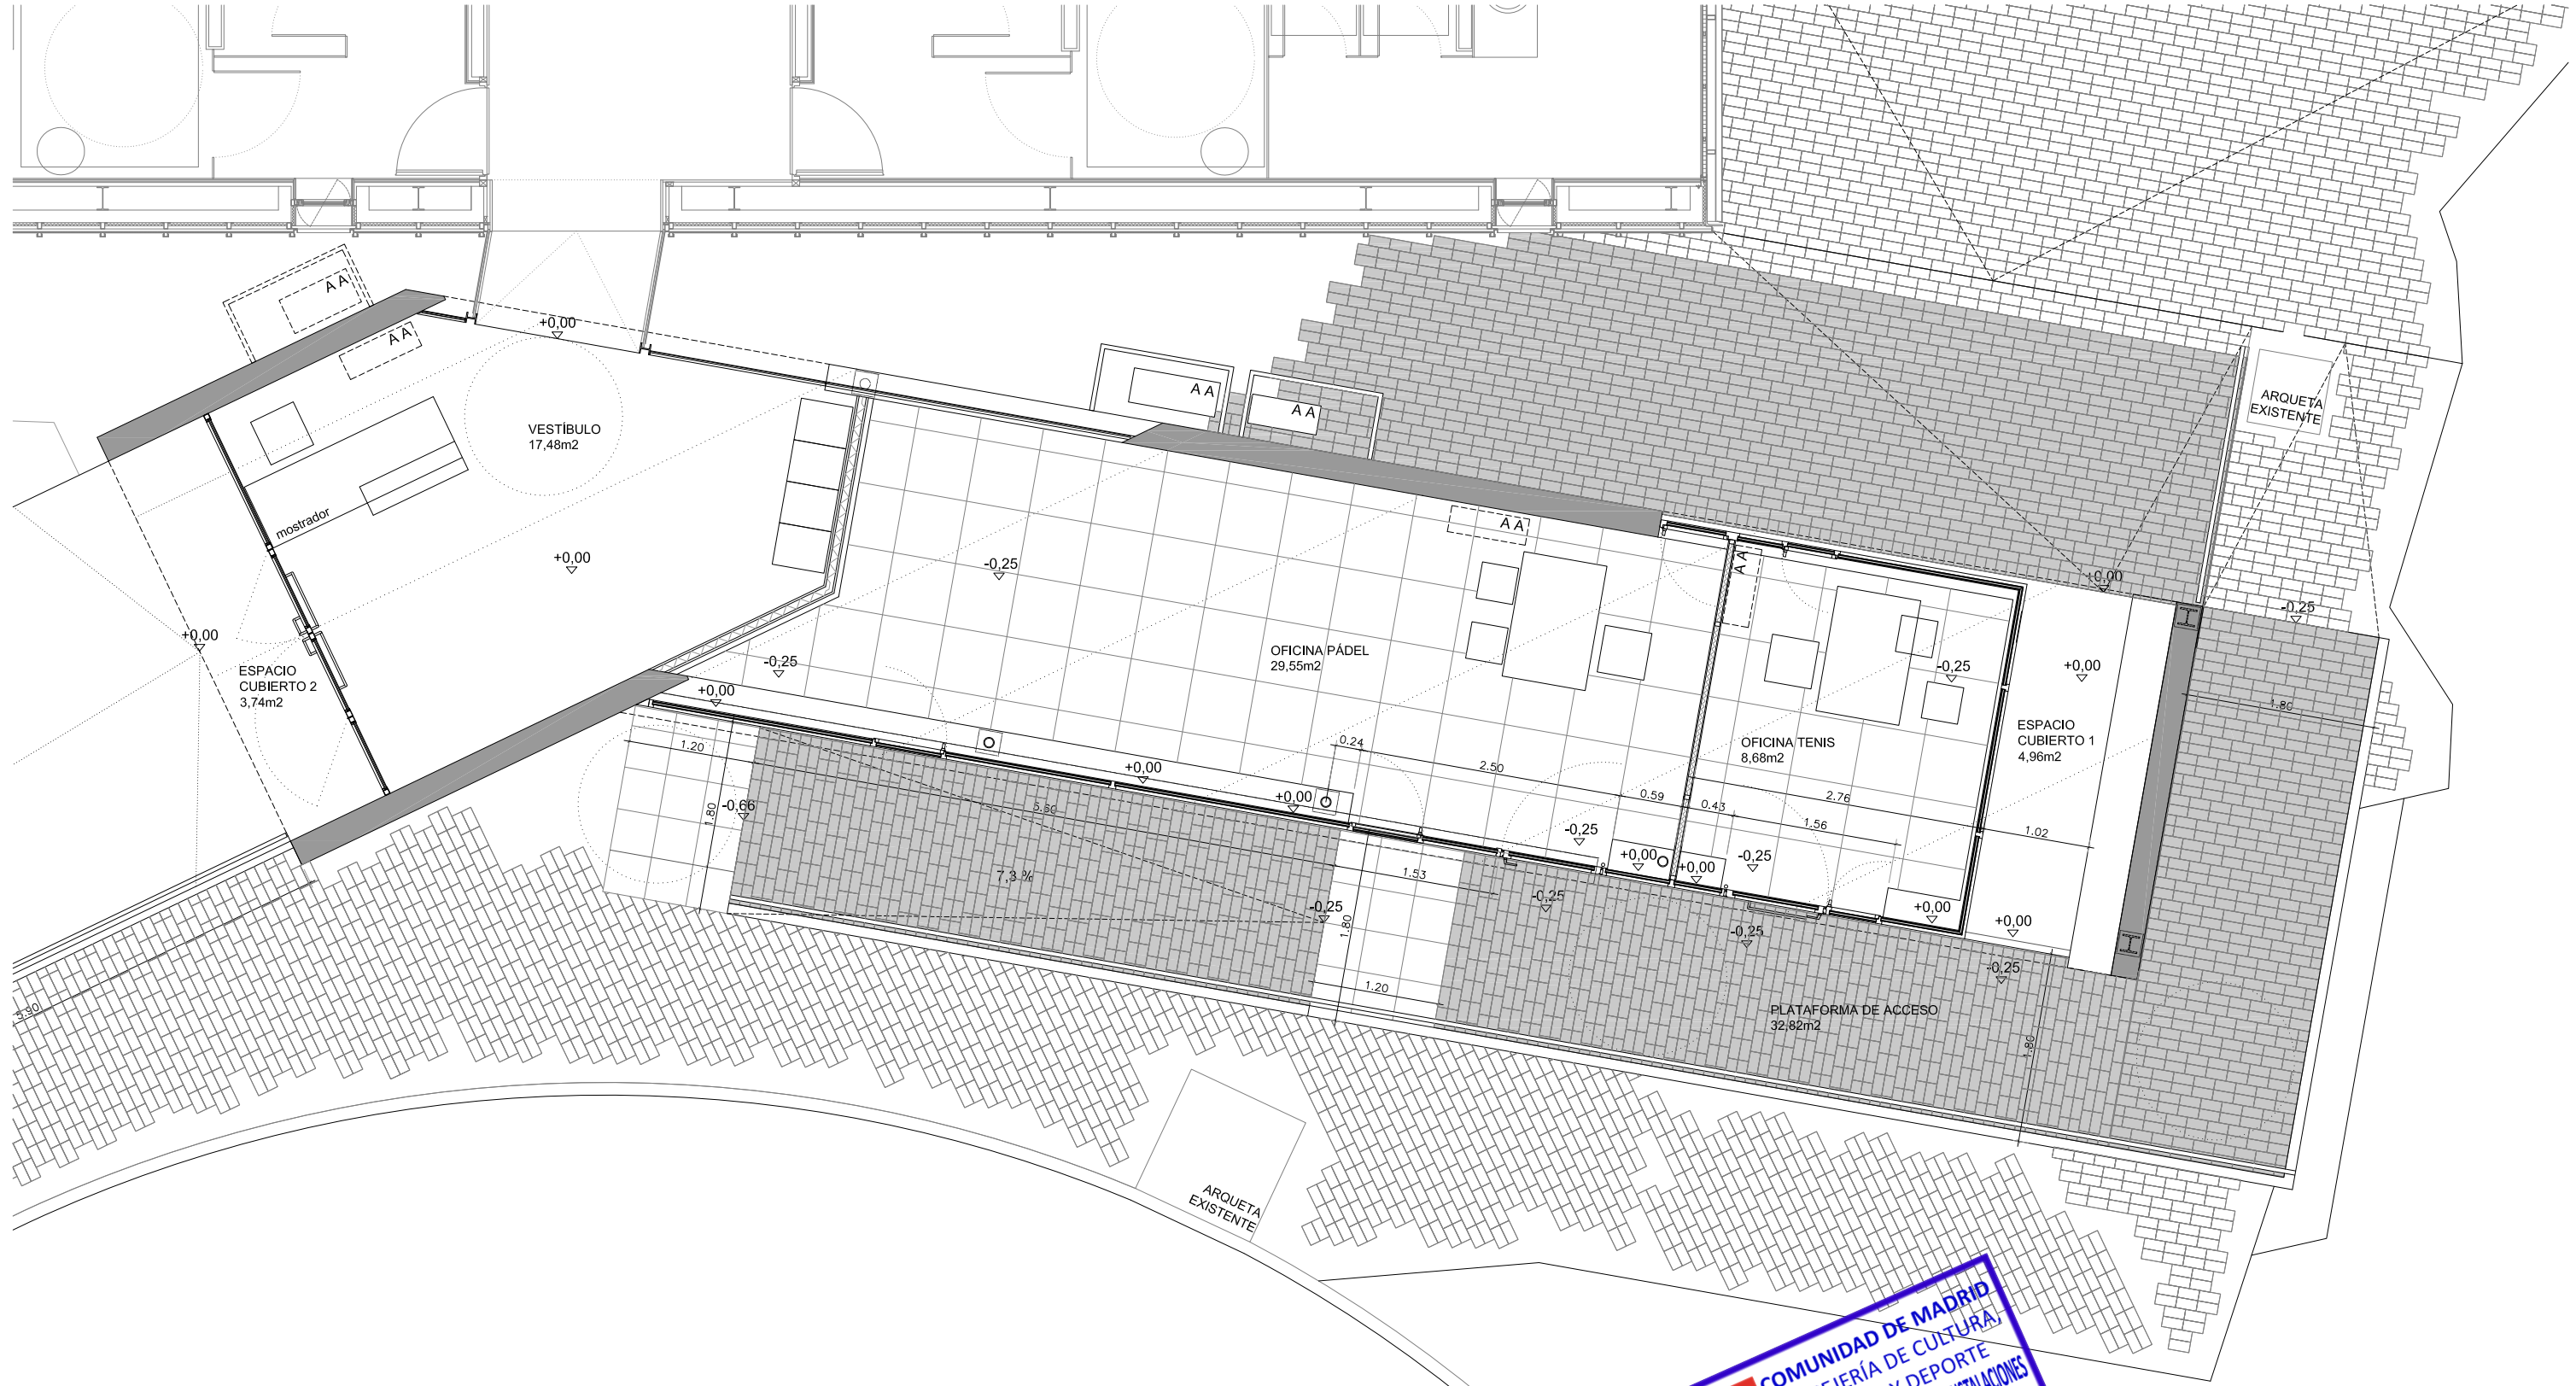 A A
A A
+0,00
VESTÍBULO
17,48m2
mostrador
+0,00
+0,00
ESPACIO
CUBIERTO 2
3,74m2
A A
A A
ARQUETA
EXISTENTE
-0,25
A A
A A
+0,00
-0,25
-0,25
+0,00
OFICINA PÁDEL
29,55m2
-0,25
+0,00
ESPACIO
CUBIERTO 1
4,96m2
1.80
OFICINA TENIS
8,68m2
0.24
2.50
0.59
0.43
2.76
1.56
1.02
1.20
1.80
-0,66
5.60
+0,00
+0,00
-0,25
+0,00
+0,00
-0,25
+0,00
+0,00
7,3 %
1.53
-0,25
1.80
-0,25
-0,25
-0,25
1.20
PLATAFORMA DE ACCESO
32,82m2
1.80
5.90
ARQUETA
EXISTENTE
COMUNIDAD DE MADRID
EJERÍA DE CULTURA,
Y DEPORTE